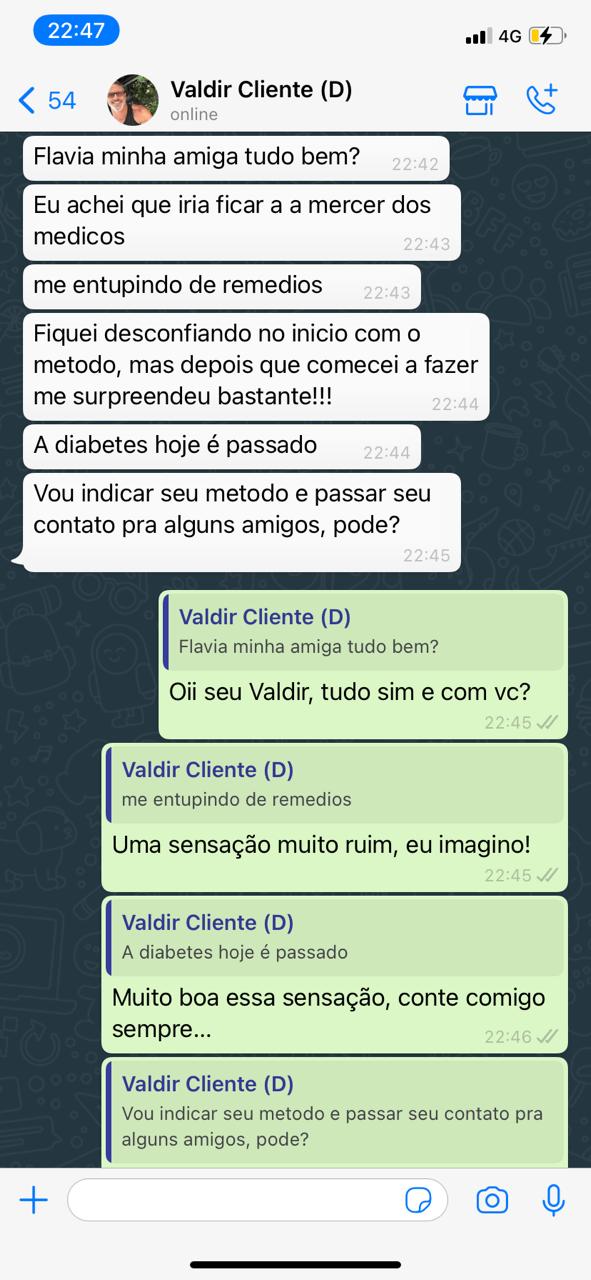 22:47
4G
54
Valdir Cliente (D)
online
Flavia minha amiga tudo bem?
22:42
Eu achei que iria ficar a a mercer dos
medicos
22:43
me entupindo de remedios
22:43
Fiquei desconfiando no inicio com o
metodo, mas depois que comecei a fazer
me surpreendeu bastante!!!
22:44
A diabetes hoje é passado
22:44
Vou indicar seu metodo e passar seu
contato pra alguns amigos, pode?
22:45
Valdir Cliente (D)
Flavia minha amiga tudo bem?
Oii seu Valdir, tudo sim e com vc?
22:45
Valdir Cliente (D)
me entupindo de remedios
Uma sensação muito ruim, eu imagino!
22:45
Valdir Cliente (D)
A diabetes hoje é passado
Muito boa essa sensação, conte comigo
sempre...
22:46
Valdir Cliente (D)
Vou indicar seu metodo e passar seu contato pra
alguns amigos, pode?